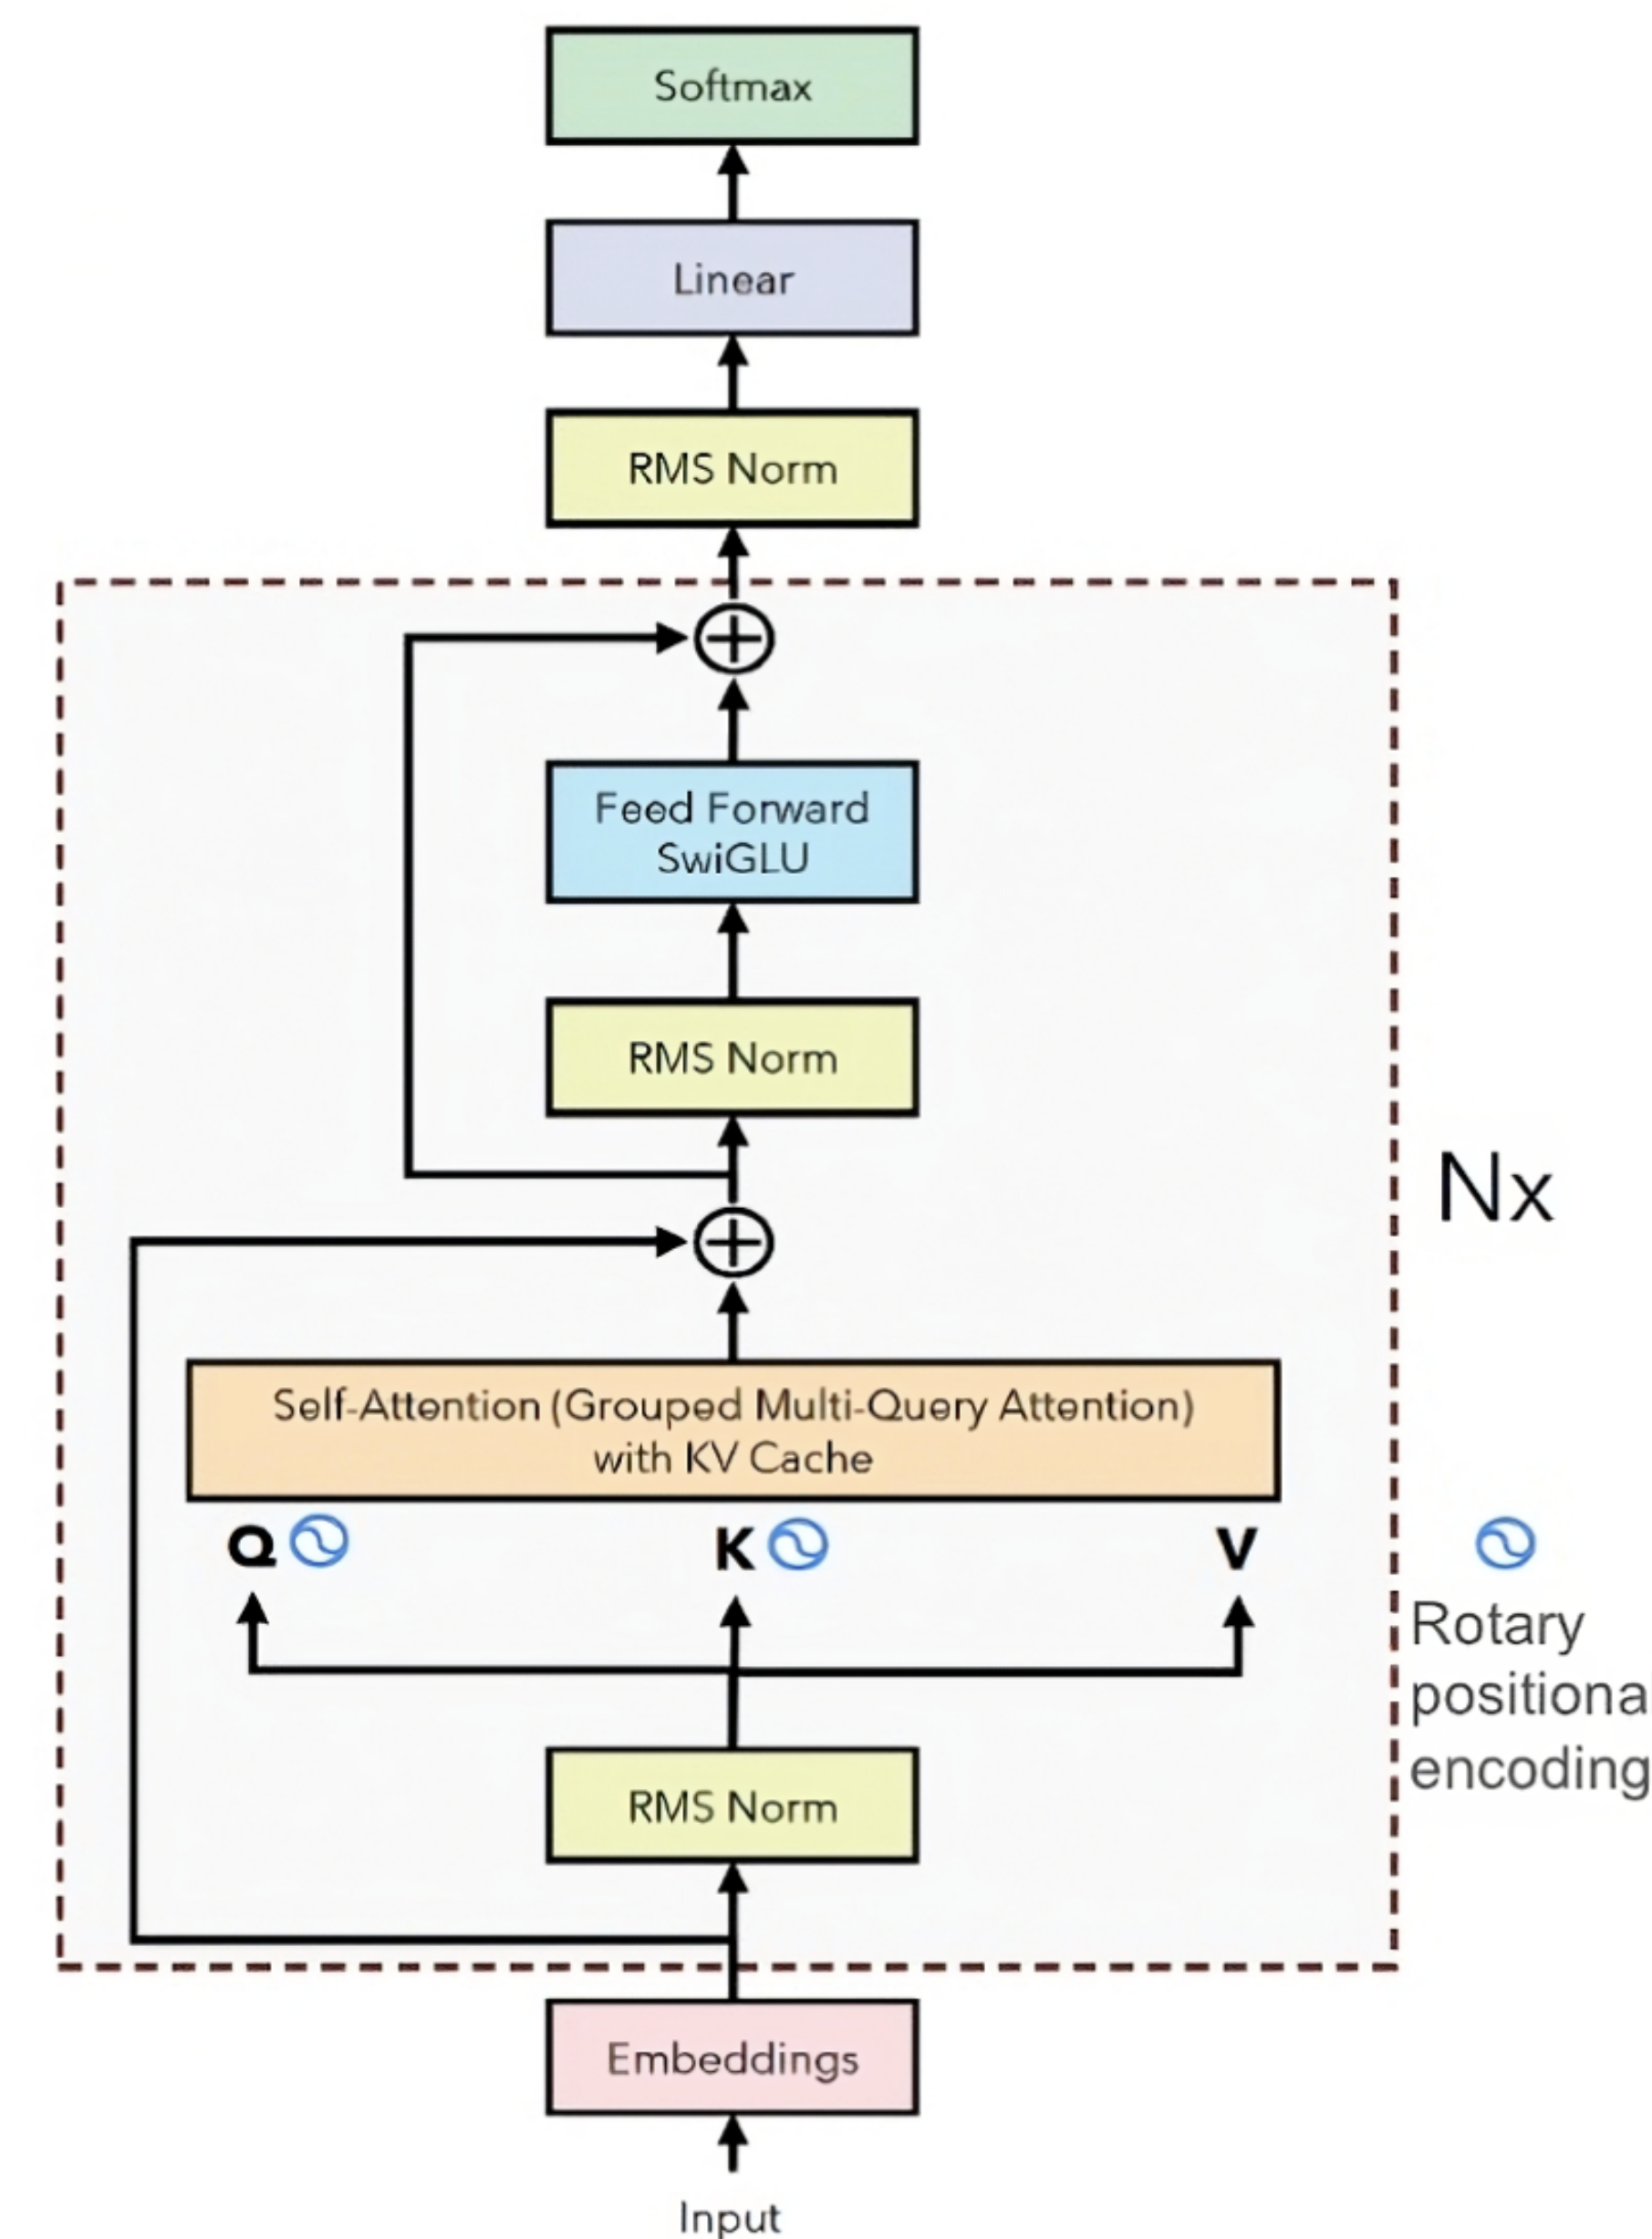 Softmax
Linear
RMS Norm
Feed Forward
SwiGLU
RMS Norm
Nx
Self-Attention (Grouped Multi-Query Attention)
with KV Cache
Q
K
V
Rotary
positiona
encoding
RMS Norm
Embeddings
Input